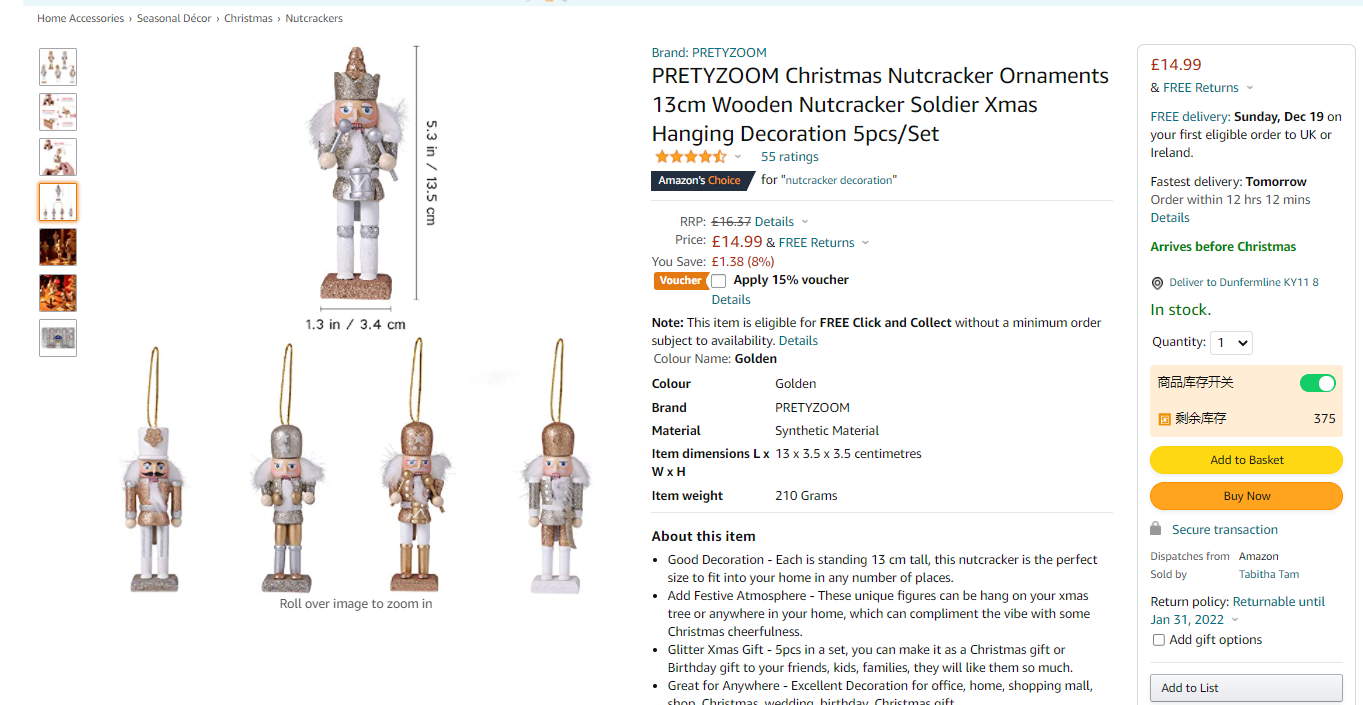 Home Accessories › Seasonal Décor › Christmas › Nutcrackers
5.3 in / 13.5 cm
1.3 in / 3.4 cm
Roll over image to zoom in
Brand: PRETYZOOM
PRETYZOOM Christmas Nutcracker Ornaments
13cm Wooden Nutcracker Soldier Xmas
Hanging Decoration 5pcs/Set
55 ratings
Amazon's Choice for "nutcracker decoration"
RRP: £16.37 Details
Price: £14.99 & FREE Returns
You Save: £1.38 (8%)
Voucher Apply 15% voucher
Details
Note: This item is eligible for FREE Click and Collect without a minimum order
subject to availability. Details
Colour Name: Golden
Colour Golden
Brand PRETYZOOM
Material Synthetic Material
Item dimensions L x 13 x 3.5 x 3.5 centimetres
W x H
Item weight 210 Grams
About this item
• Good Decoration - Each is standing 13 cm tall, this nutcracker is the perfect
size to fit into your home in any number of places.
• Add Festive Atmosphere - These unique figures can be hang on your xmas
tree or anywhere in your home, which can compliment the vibe with some
Christmas cheerfulness.
• Glitter Xmas Gift - 5pcs in a set, you can make it as a Christmas gift or
Birthday gift to your friends, kids, families, they will like them so much.
• Great for Anywhere - Excellent Decoration for office, home, shopping mall,
shop, Christmas, wedding, birthday, Christmas gift
£14.99
& FREE Returns
FREE delivery: Sunday, Dec 19 on
your first eligible order to UK or
Ireland.
Fastest delivery: Tomorrow
Order within 12 hrs 12 mins
Details
Arrives before Christmas
Deliver to Dunfermline KY11 8
In stock.
Quantity: 1
商品库存开关
剩余库存 375
Add to Basket
Buy Now
Secure transaction
Dispatches from Amazon
Sold by Tabitha Tam
Return policy: Returnable until
Jan 31, 2022
Add gift options
Add to List